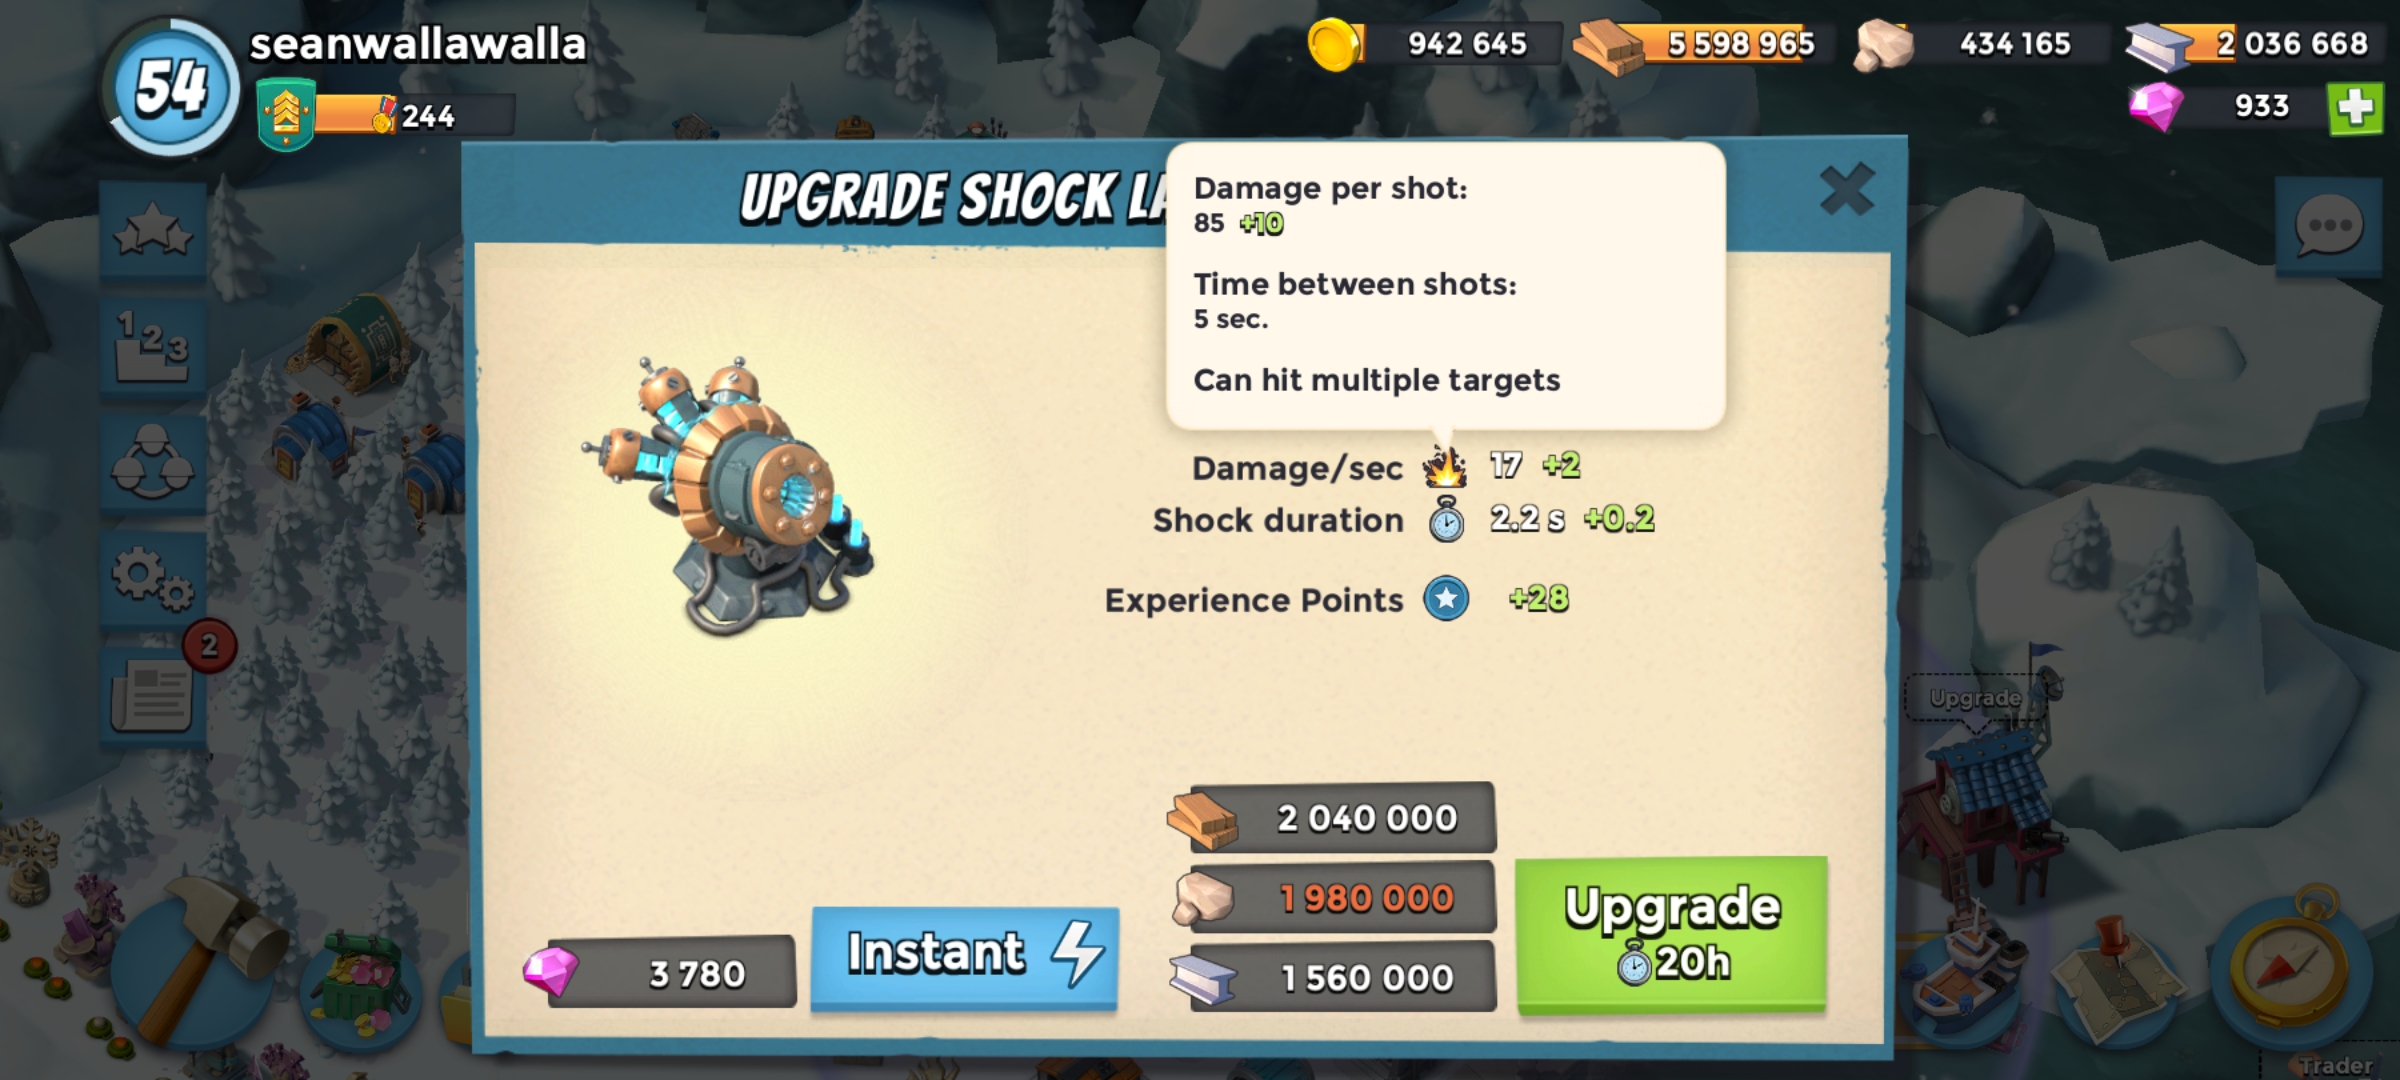 54
seanwallawalla
244
942 645
5 598 965
434 165
2 036 668
933
UPGRADE SHOCK LA
Damage per shot:
85 +10
Time between shots:
5 sec.
Can hit multiple targets
Damage/sec 17 +2
Shock duration 2.2 s +0.2
Experience Points +28
1 2 3
2
Upgrade
2 040 000
1 980 000
1 560 000
3 780
Instant
Upgrade
20h
Trader